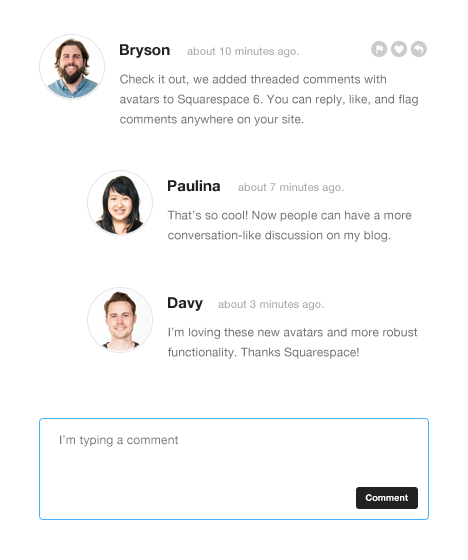 Bryson about 10 minutes ago.
Check it out, we added threaded comments with
avatars to Squarespace 6. You can reply, like, and flag
comments anywhere on your site.
Paulina about 7 minutes ago.
That's so cool! Now people can have a more
conversation-like discussion on my blog.
Davy about 3 minutes ago.
I'm loving these new avatars and more robust
functionality. Thanks Squarespace!
I'm typing a comment
Comment